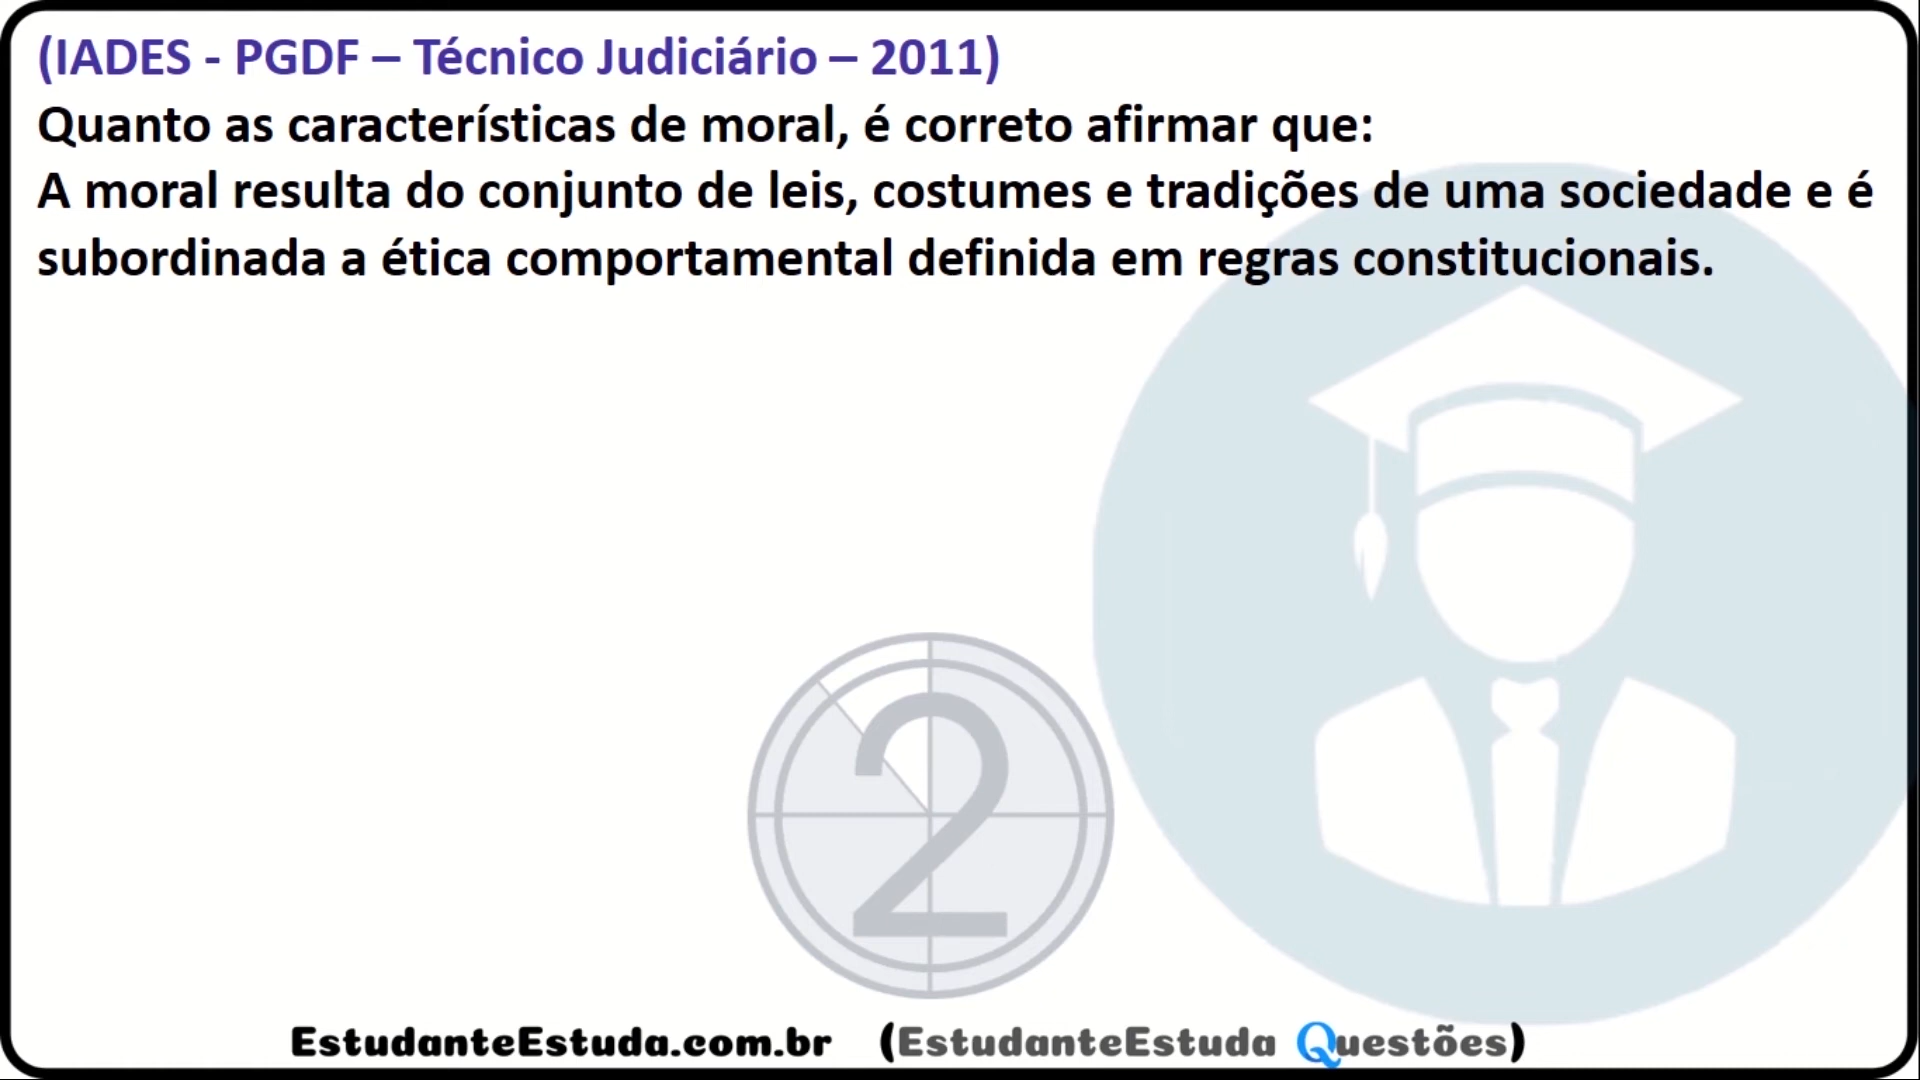 (IADES - PGDF – Técnico Judiciário – 2011)
Quanto as características de moral, é correto afirmar que:
A moral resulta do conjunto de leis, costumes e tradições de uma sociedade e é
subordinada a ética comportamental definida em regras constitucionais.
2
EstudanteEstuda.com.br (EstudanteEstuda Questões)